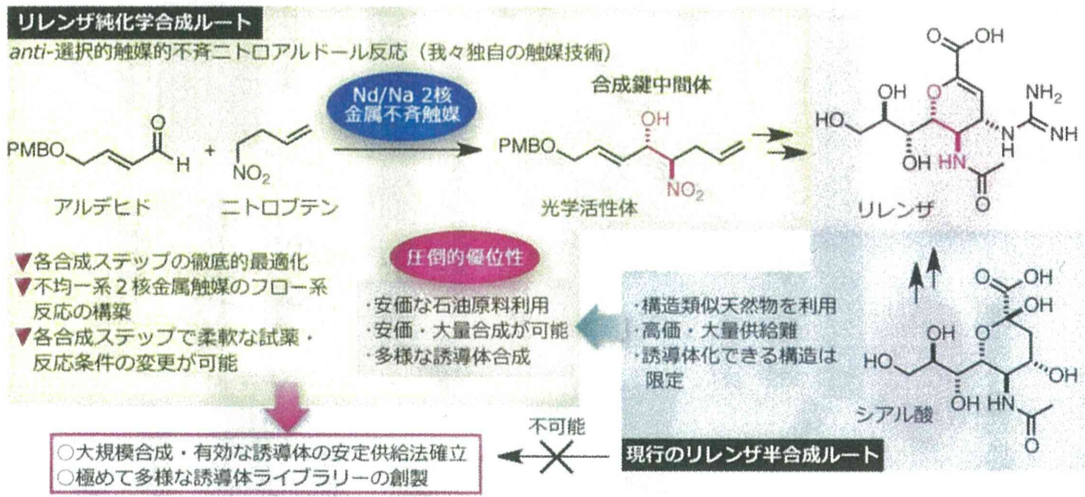 リレンザ純化学合成ルート
anti-選択的触媒的不斉ニトロアルドール反応（我々独自の触媒技術）
Nd/Na 2核
金属不斉触媒
合成鍵中間体
PMBO
O
H
+
NO₂
PMBO
OH
NO₂
アルデヒド
ニトロブテン
光学活性体
O
OH
OH
HO
O
NH₂
N
H
NH
OH
HN
O
リレンザ
▼各合成ステップの徹底的最適化
▼不均一系２核金属触媒のフロー系
反応の構築
▼各合成ステップで柔軟な試薬・
反応条件の変更が可能
圧倒的優位性
・安価な石油原料利用
・安価・大量合成が可能
・多様な誘導体合成
・構造類似天然物を利用
・高価・大量供給難
・誘導体化できる構造は
限定
O
OH
OH
OH
HO
O
OH
OH
HN
O
シアル酸
○大規模合成・有効な誘導体の安定供給法確立
○極めて多様な誘導体ライブラリーの創製
不可能
現行のリレンザ半合成ルート